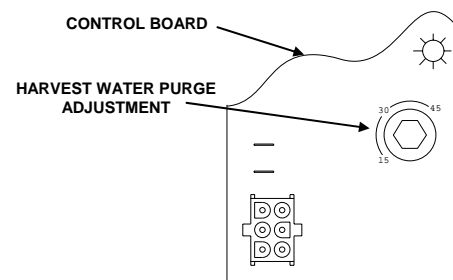 CONTROL BOARD
HARVEST WATER PURGE
ADJUSTMENT
30 45
15